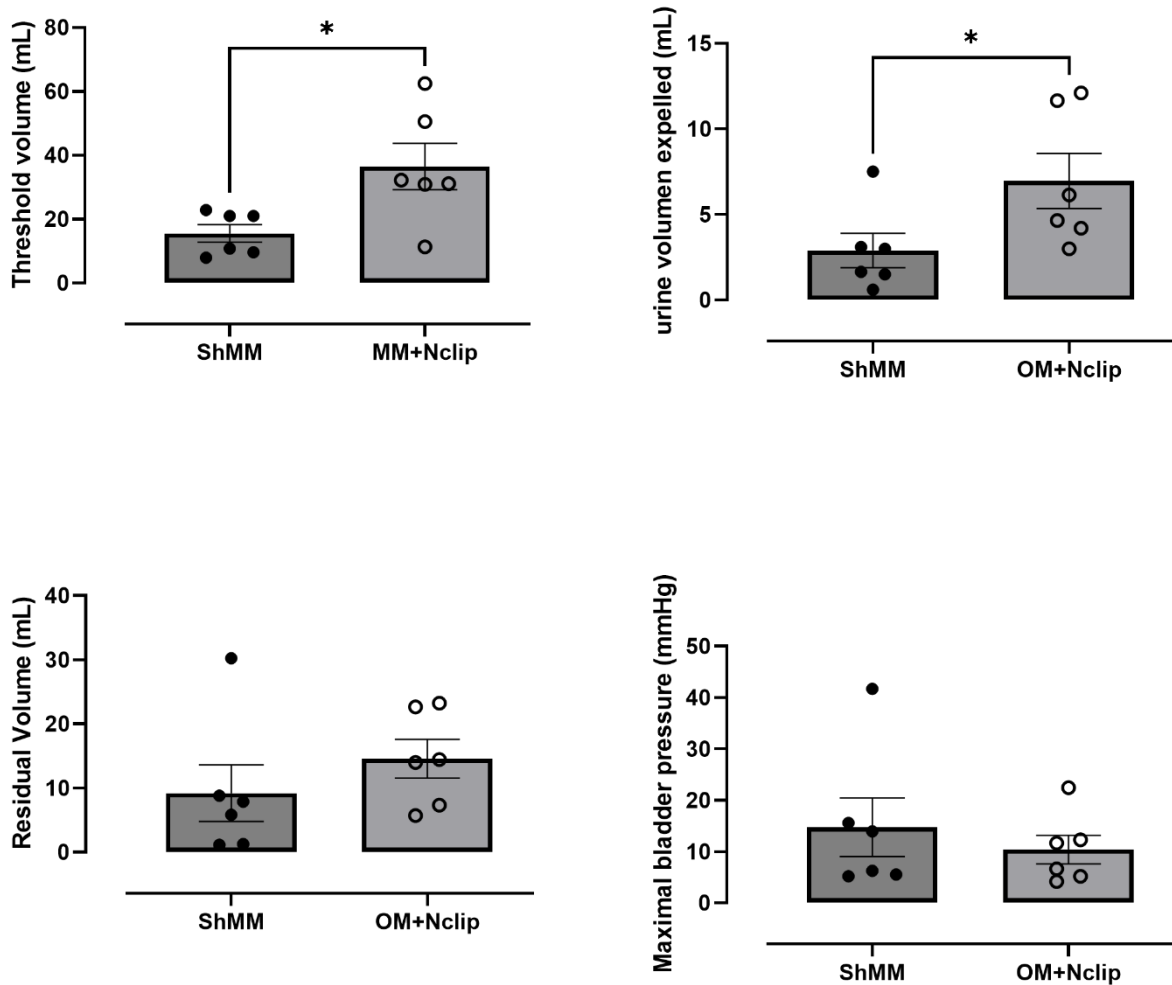 Threshold volume (mL)
80
60
40
20
0
*
ShMM MM+Nclip
urine volumen expelled (mL)
15
10
5
0
*
ShMM OM+Nclip
Residual Volume (mL)
40
30
20
10
0
ShMM OM+Nclip
Maximal bladder pressure (mmHg)
50
40
30
20
10
0
ShMM OM+Nclip